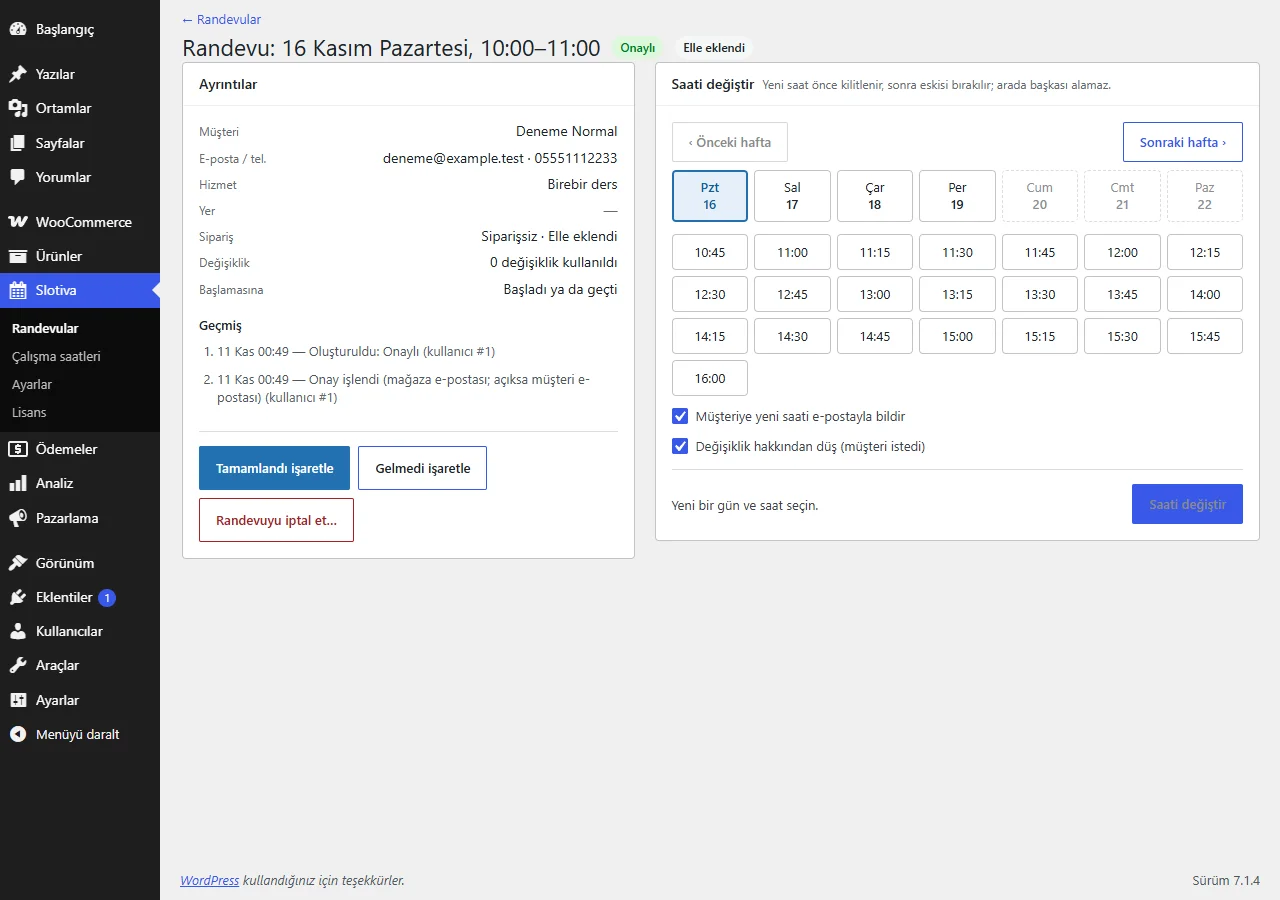 Başlangıç
Yazılar
Ortamlar
Sayfalar
Yorumlar
WooCommerce
Ürünler
Slotiva
Randevular
Çalışma saatleri
Ayarlar
Lisans
Ödemeler
Analiz
Pazarlama
Görünüm
Eklentiler 1
Kullanıcılar
Araçlar
Ayarlar
Menüyü daralt
← Randevular
Randevu: 16 Kasım Pazartesi, 10:00–11:00 Onaylı Elle eklendi
Ayrıntılar
Müşteri Deneme Normal
E-posta / tel. deneme@example.test · 05551112233
Hizmet Birebir ders
Yer —
Sipariş Siparişsiz · Elle eklendi
Değişiklik 0 değişiklik kullanıldı
Başlamasına Başladı ya da geçti
Geçmiş
1. 11 Kas 00:49 — Oluşturuldu: Onaylı (kullanıcı #1)
2. 11 Kas 00:49 — Onay işlendi (mağaza e-postası; açıksa müşteri e-
postası) (kullanıcı #1)
Tamamlandı işaretle Gelmedi işaretle
Randevuyu iptal et...
Saati değiştir Yeni saat önce kilitlenir, sonra eskisi bırakılır; arada başkası alamaz.
‹ Önceki hafta Sonraki hafta ›
Pzt Sal Çar Per Cum Cmt Paz
16 17 18 19 20 21 22
10:45 11:00 11:15 11:30 11:45 12:00 12:15
12:30 12:45 13:00 13:15 13:30 13:45 14:00
14:15 14:30 14:45 15:00 15:15 15:30 15:45
16:00
Müşteriye yeni saati e-postayla bildir
Değişiklik hakkından düş (müşteri istedi)
Yeni bir gün ve saat seçin. Saati değiştir
WordPress kullandığınız için teşekkürler. Sürüm 7.1.4